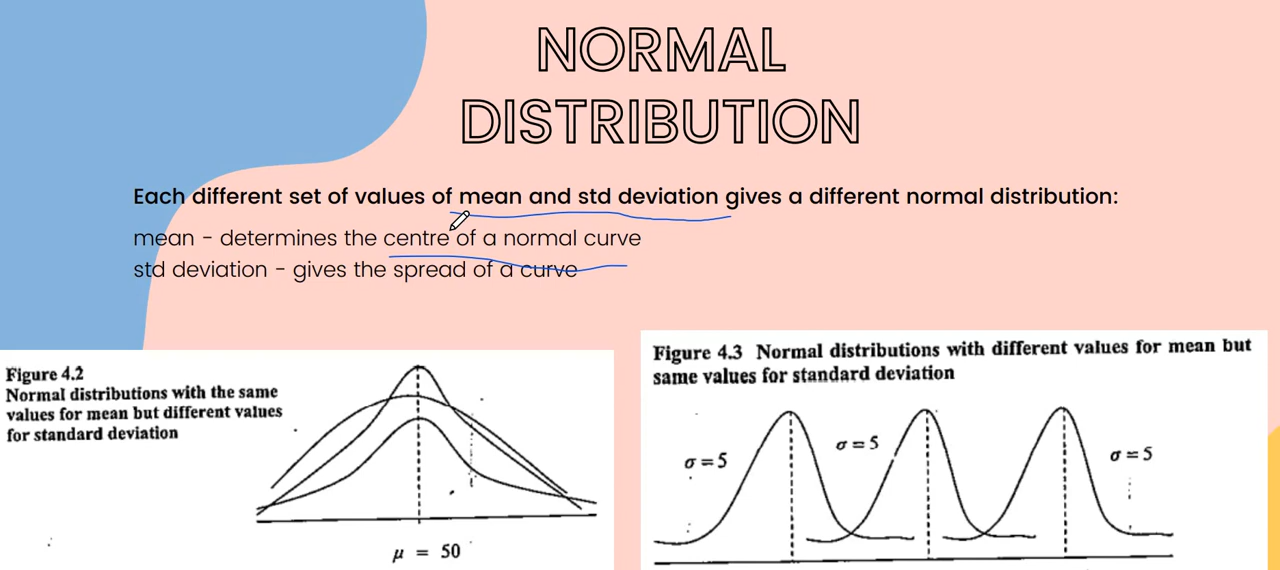 NORMAL
DISTRIBUTION
Each different set of values of mean and std deviation gives a different normal distribution:
mean - determines the centre of a normal curve
std deviation - gives the spread of a curve
Figure 4.2
Normal distributions with the same
values for mean but different values
for standard deviation
μ = 50
Figure 4.3 Normal distributions with different values for mean but
same values for standard deviation
σ = 5
σ = 5
σ = 5